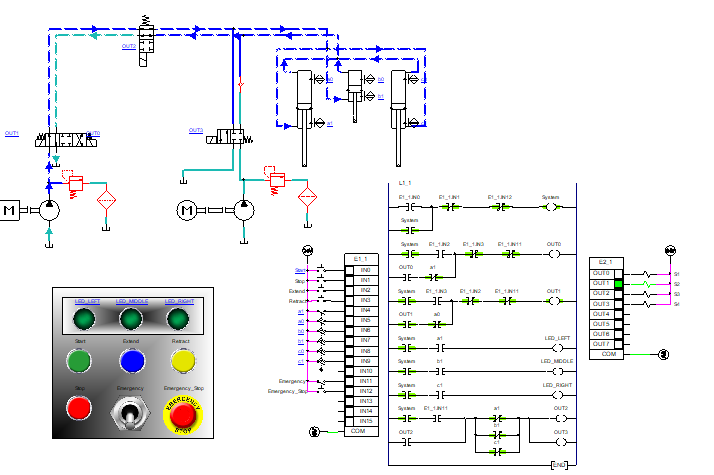 OUT2
OUT1
OUT0
OUT3
b0
b1
a1
M
M
L1_1
E1_1.IN0
E1_1.IN1
E1_1.IN12
System
System
System
E1_1.IN2
E1_1.IN3
E1_1.IN11
OUT0
OUT0
a1
System
E1_1.IN3
E1_1.IN2
E1_1.IN11
OUT1
OUT1
a0
System
a1
LED_LEFT
System
b1
LED_MIDDLE
System
c1
LED_RIGHT
System
E1_1.IN11
a1
OUT2
OUT2
b1
OUT3
c1
END
E1_1
Start
IN0
Stop
IN1
Extend
IN2
Retract
IN3
a1
IN4
a0
IN5
b0
IN6
b1
IN7
c0
IN8
c1
IN9
IN10
Emergency
IN11
Emergency_Stop
IN12
IN13
IN14
IN15
COM
E2_1
OUT0
S1
OUT1
S2
OUT2
S3
OUT3
S4
OUT4
OUT5
OUT6
OUT7
COM
LED_LEFT
LED_MIDDLE
LED_RIGHT
Start
Extend
Retract
Stop
Emergency
Emergency_Stop
EMERGENCY
STOP